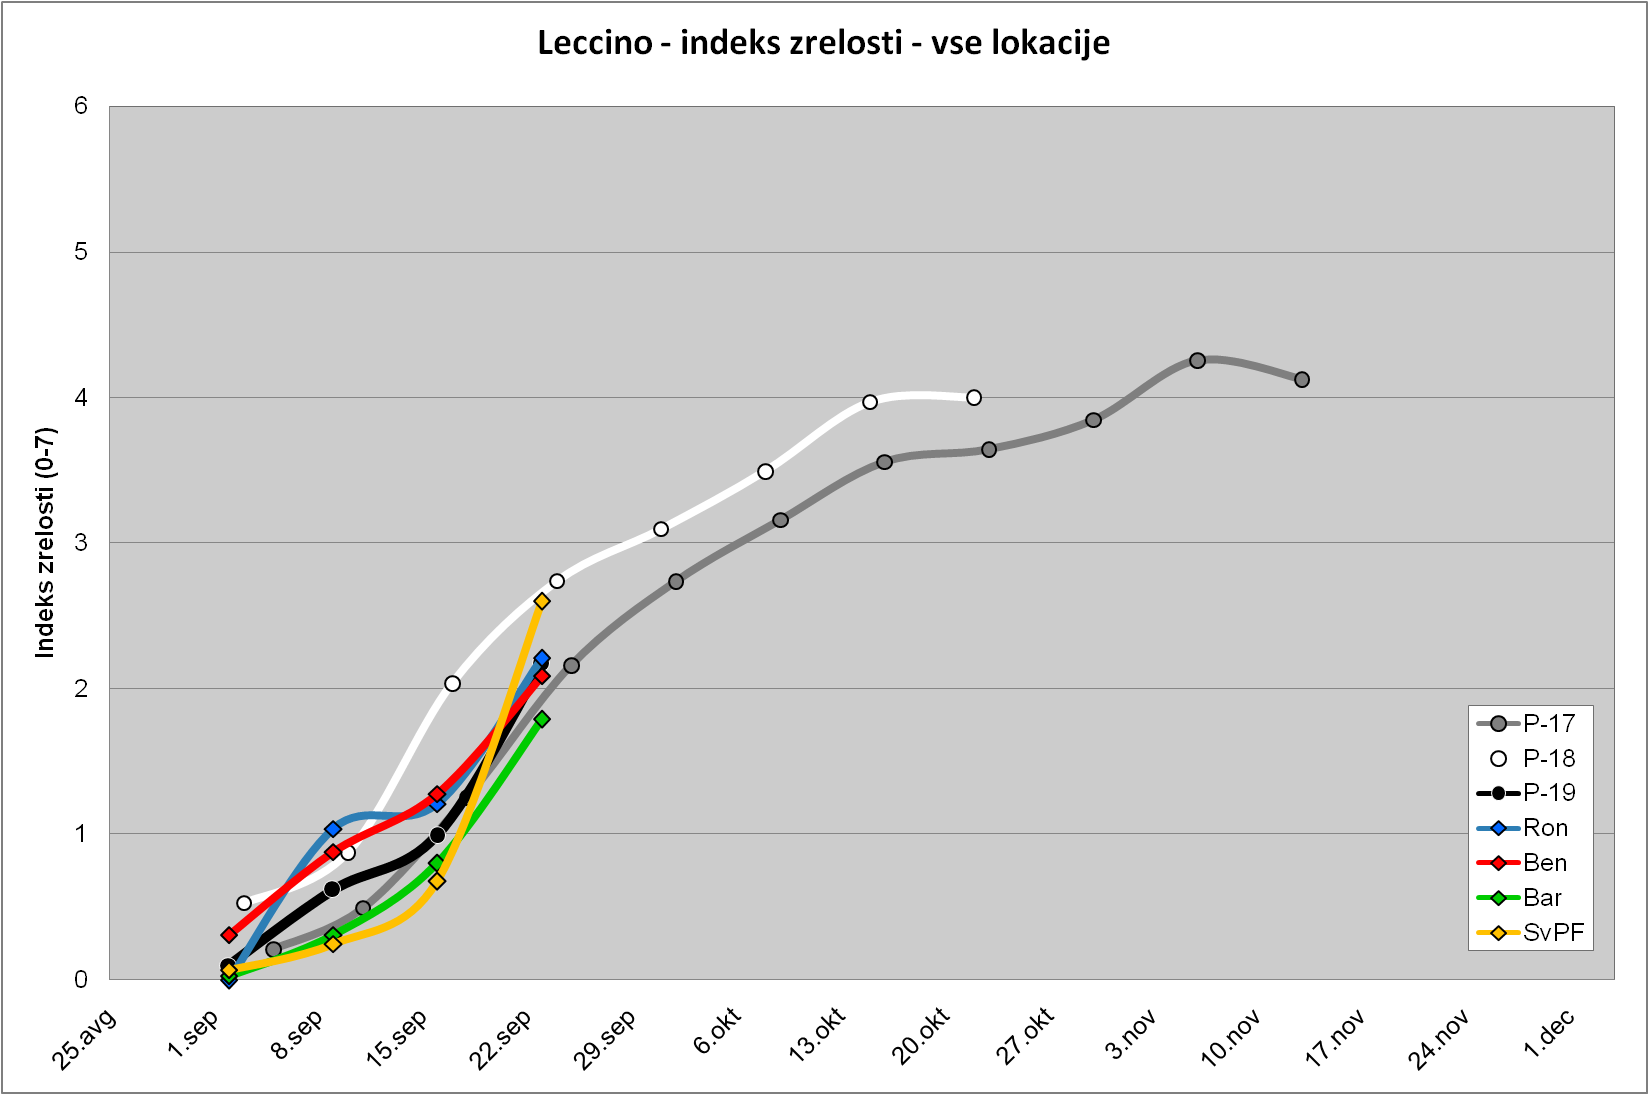 Leccino - indeks zrelosti - vse lokacije
Indeks zrelosti (0-7)
6
5
4
3
2
1
0
25.avg
1.sep
8.sep
15.sep
22.sep
29.sep
6.okt
13.okt
20.okt
27.okt
3.nov
10.nov
17.nov
24.nov
1.dec
P-17
P-18
P-19
Ron
Ben
Bar
SvPF